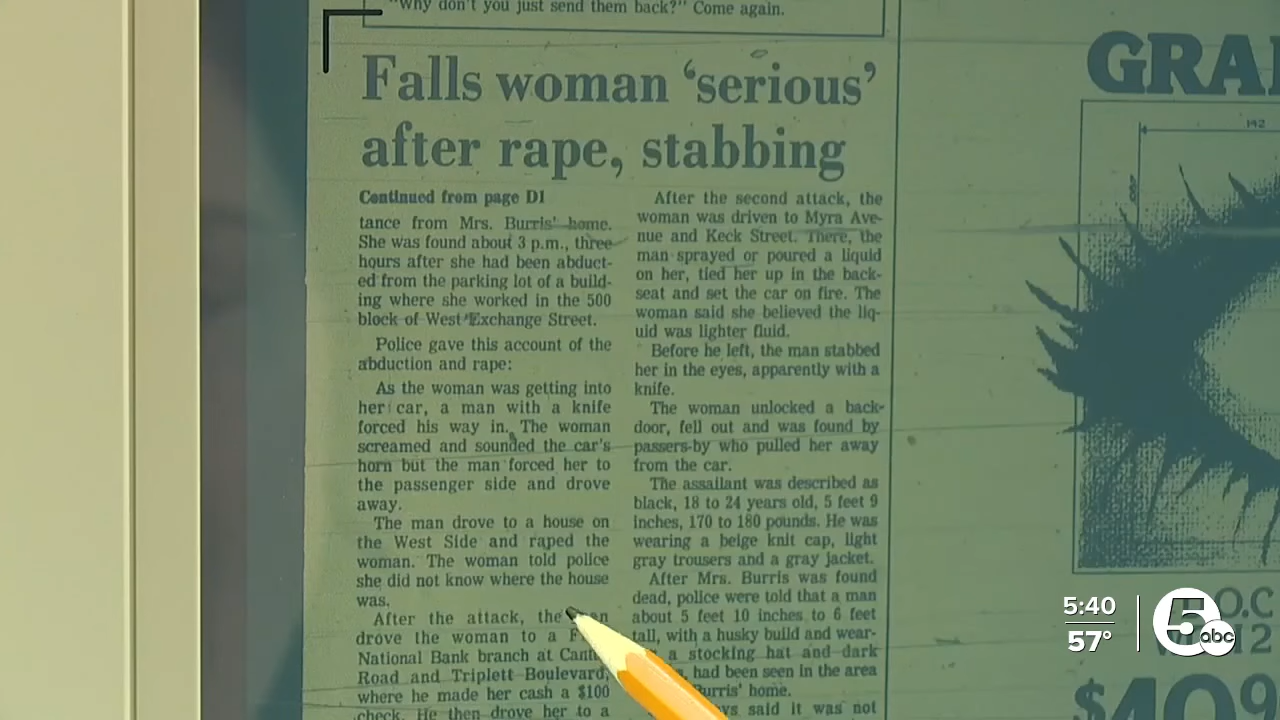 "Why don't you just send them back?" Come again.
Falls woman 'serious'
after rape, stabbing
Continued from page D1
tance from Mrs. Burris' home.
She was found about 3 p.m., three
hours after she had been abduct-
ed from the parking lot of a build-
ing where she worked in the 500
block of West Exchange Street.
Police gave this account of the
abduction and rape:
As the woman was getting into
her car, a man with a knife
forced his way in. The woman
screamed and sounded the car's
horn but the man forced her to
the passenger side and drove
away.
The man drove to a house on
the West Side and raped the
woman. The woman told police
she did not know where the house
was.
After the attack, the
drove the woman to a
National Bank branch at
Road and Triplett Boulevard,
where he made her cash a $100
check. He then drove her to a
After the second attack, the
woman was driven to Myra Ave-
nue and Keck Street. There, the
man sprayed or poured a liquid
on her, tied her up in the back-
seat and set the car on fire. The
woman said she believed the liq-
uid was lighter fluid.
Before he left, the man stabbed
her in the eyes, apparently with a
knife.
The woman unlocked a back-
door, fell out and was found by
passers-by who pulled her away
from the car.
The assailant was described as
black, 18 to 24 years old, 5 feet 9
inches, 170 to 180 pounds. He was
wearing a beige knit cap, light
gray trousers and a gray jacket.
After Mrs. Burris was found
dead, police were told that a man
about 5 feet 10 inches to 6 feet
tall, with a husky build and wear-
a stocking hat and dark
had been seen in the area
Burris' home.
said it was not
GRA
142
5:40
57°
5 abc